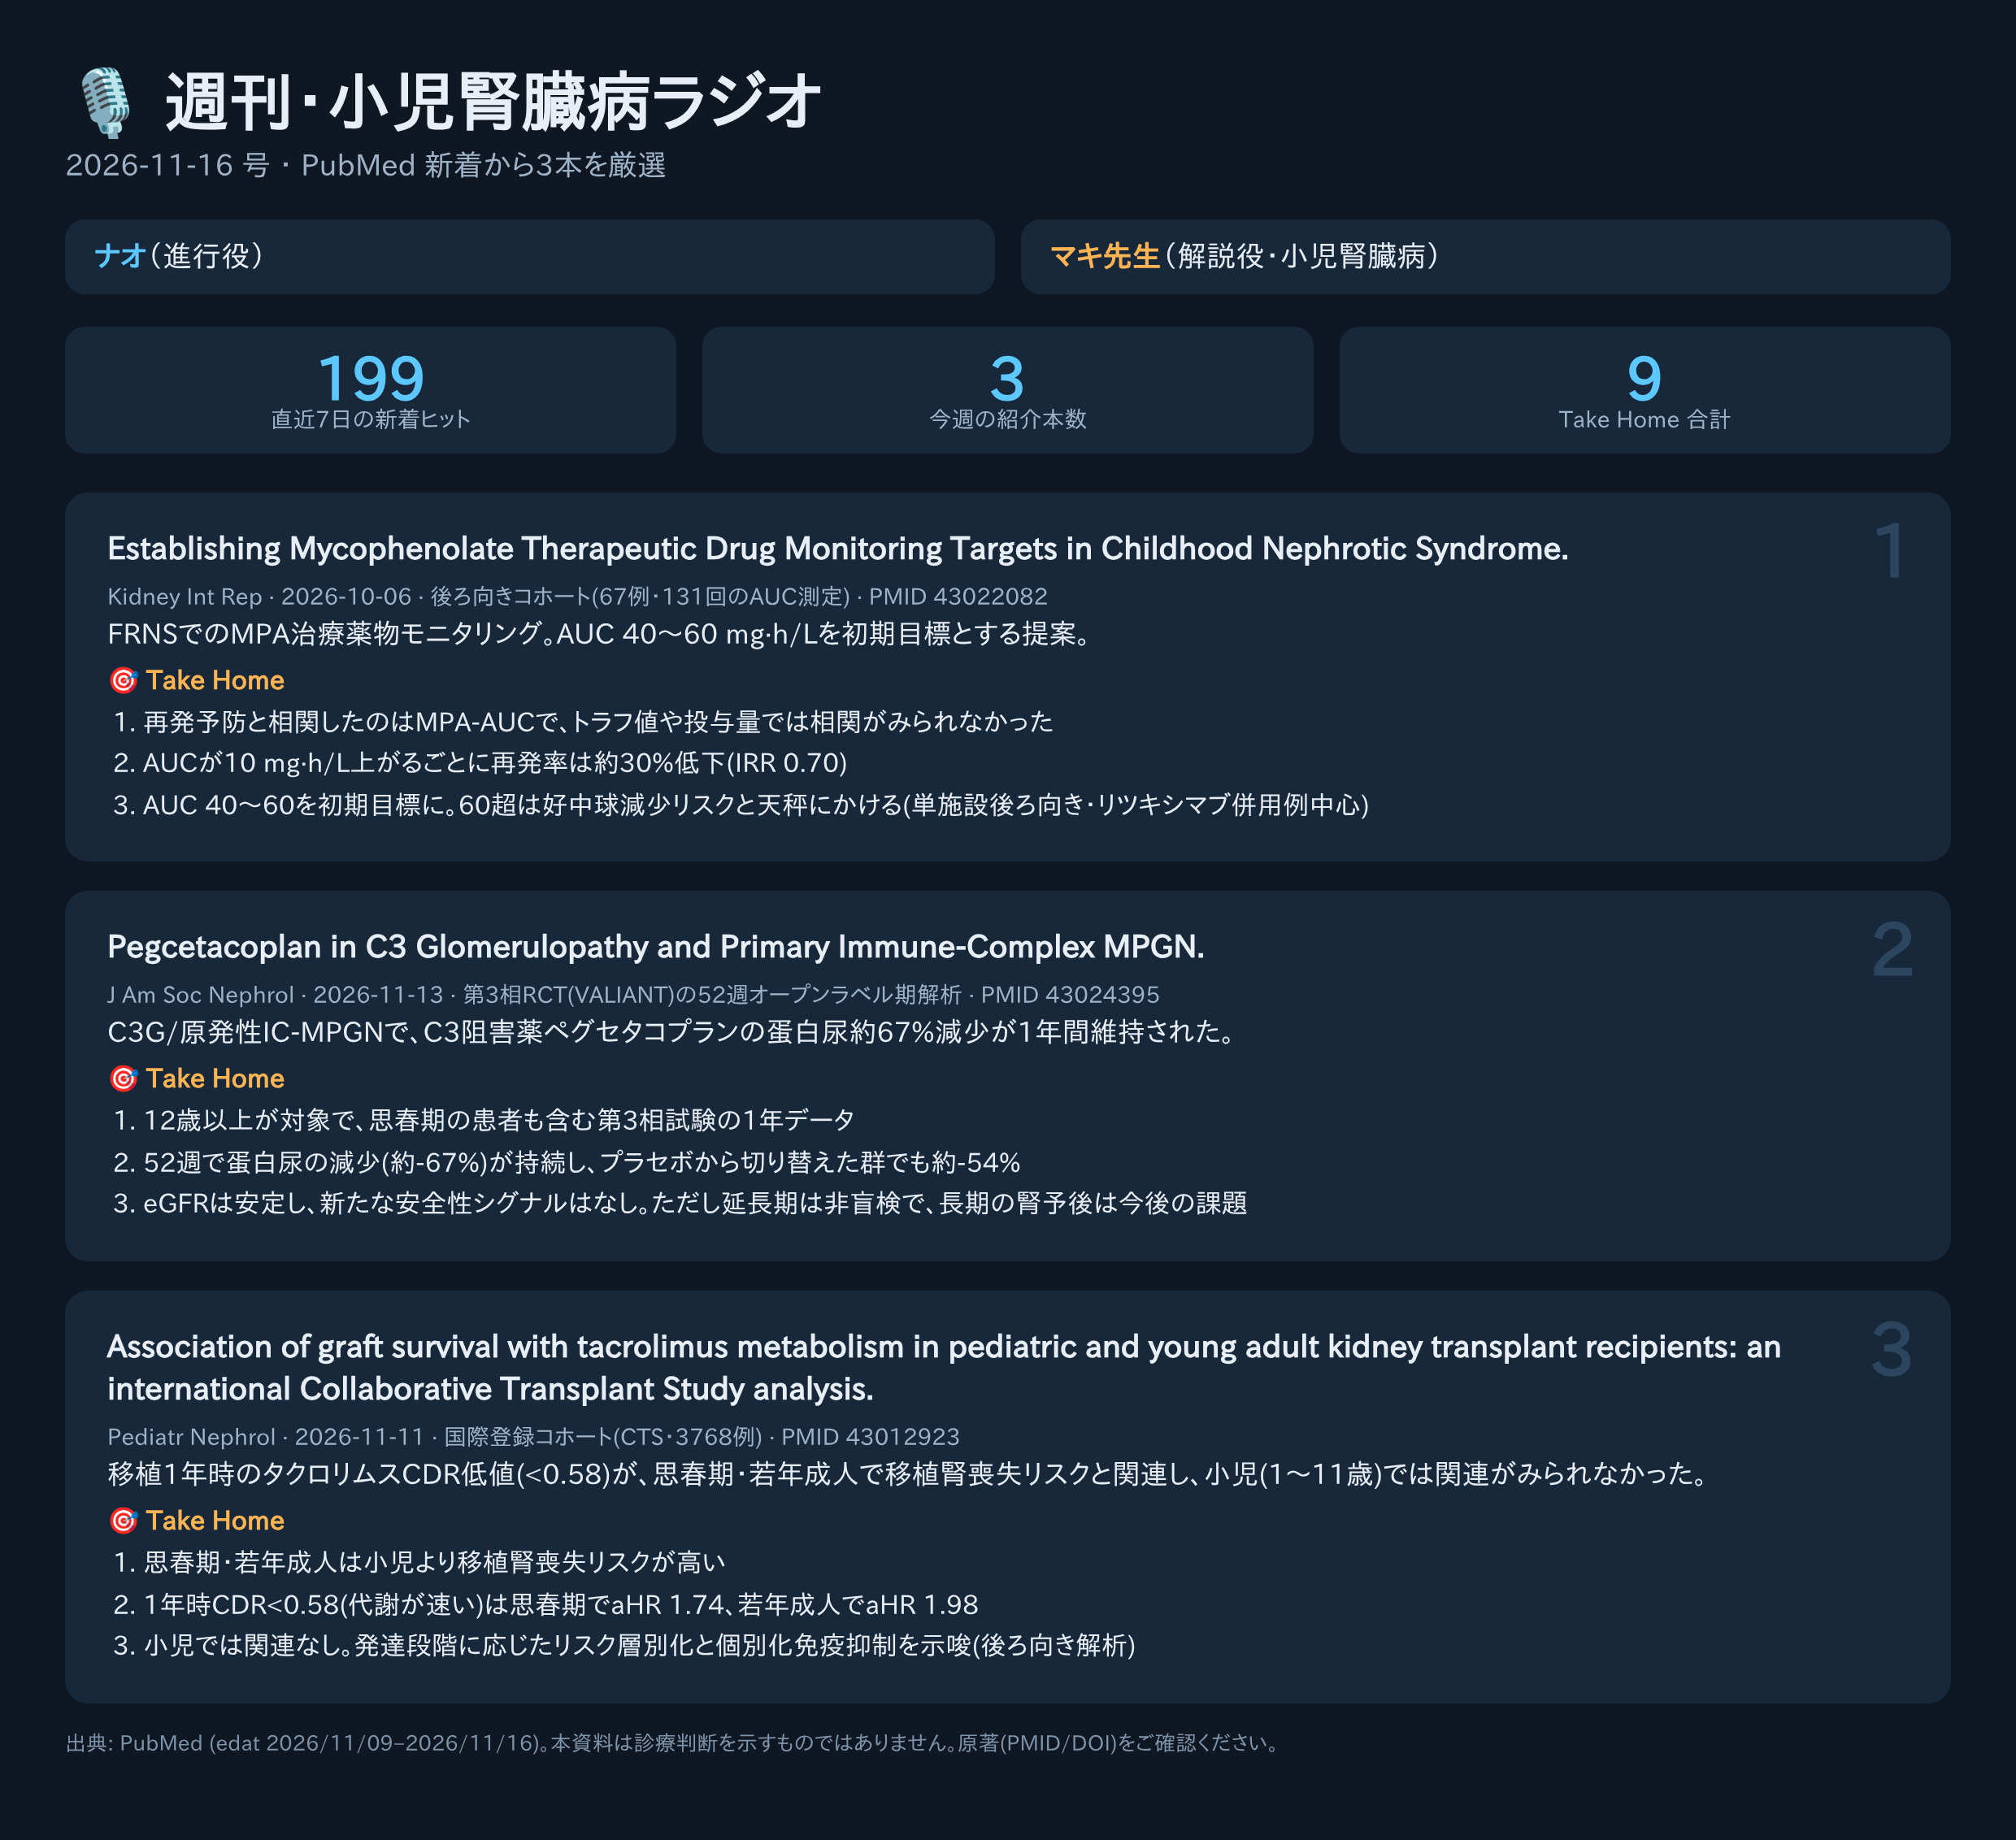 🎙️ 週刊・小児腎臓病ラジオ
2026-11-16 号 · PubMed 新着から3本を厳選
ナオ（進行役）
マキ先生（解説役・小児腎臓病）
199
直近7日の新着ヒット
3
今週の紹介本数
9
Take Home 合計
1
Establishing Mycophenolate Therapeutic Drug Monitoring Targets in Childhood Nephrotic Syndrome.
Kidney Int Rep · 2026-10-06 · 後ろ向きコホート(67例・131回のAUC測定) · PMID 43022082
FRNSでのMPA治療薬物モニタリング。AUC 40〜60 mg·h/Lを初期目標とする提案。
🎯 Take Home
1. 再発予防と相関したのはMPA-AUCで、トラフ値や投与量では相関がみられなかった
2. AUCが10 mg·h/L上がるごとに再発率は約30%低下(IRR 0.70)
3. AUC 40〜60を初期目標に。60超は好中球減少リスクと天秤にかける(単施設後ろ向き・リツキシマブ併用例中心)
2
Pegcetacoplan in C3 Glomerulopathy and Primary Immune-Complex MPGN.
J Am Soc Nephrol · 2026-11-13 · 第3相RCT(VALIANT)の52週オープンラベル期解析 · PMID 43024395
C3G/原発性IC-MPGNで、C3阻害薬ペグセタコプランの蛋白尿約67%減少が1年間維持された。
🎯 Take Home
1. 12歳以上が対象で、思春期の患者も含む第3相試験の1年データ
2. 52週で蛋白尿の減少(約-67%)が持続し、プラセボから切り替えた群でも約-54%
3. eGFRは安定し、新たな安全性シグナルはなし。ただし延長期は非盲検で、長期の腎予後は今後の課題
3
Association of graft survival with tacrolimus metabolism in pediatric and young adult kidney transplant recipients: an
international Collaborative Transplant Study analysis.
Pediatr Nephrol · 2026-11-11 · 国際登録コホート(CTS・3768例) · PMID 43012923
移植1年時のタクロリムスCDR低値(<0.58)が、思春期・若年成人で移植腎喪失リスクと関連し、小児(1〜11歳)では関連がみられなかった。
🎯 Take Home
1. 思春期・若年成人は小児より移植腎喪失リスクが高い
2. 1年時CDR<0.58(代謝が速い)は思春期でaHR 1.74、若年成人でaHR 1.98
3. 小児では関連なし。発達段階に応じたリスク層別化と個別化免疫抑制を示唆(後ろ向き解析)
出典: PubMed (edat 2026/11/09–2026/11/16)。本資料は診療判断を示すものではありません。原著(PMID/DOI)をご確認ください。